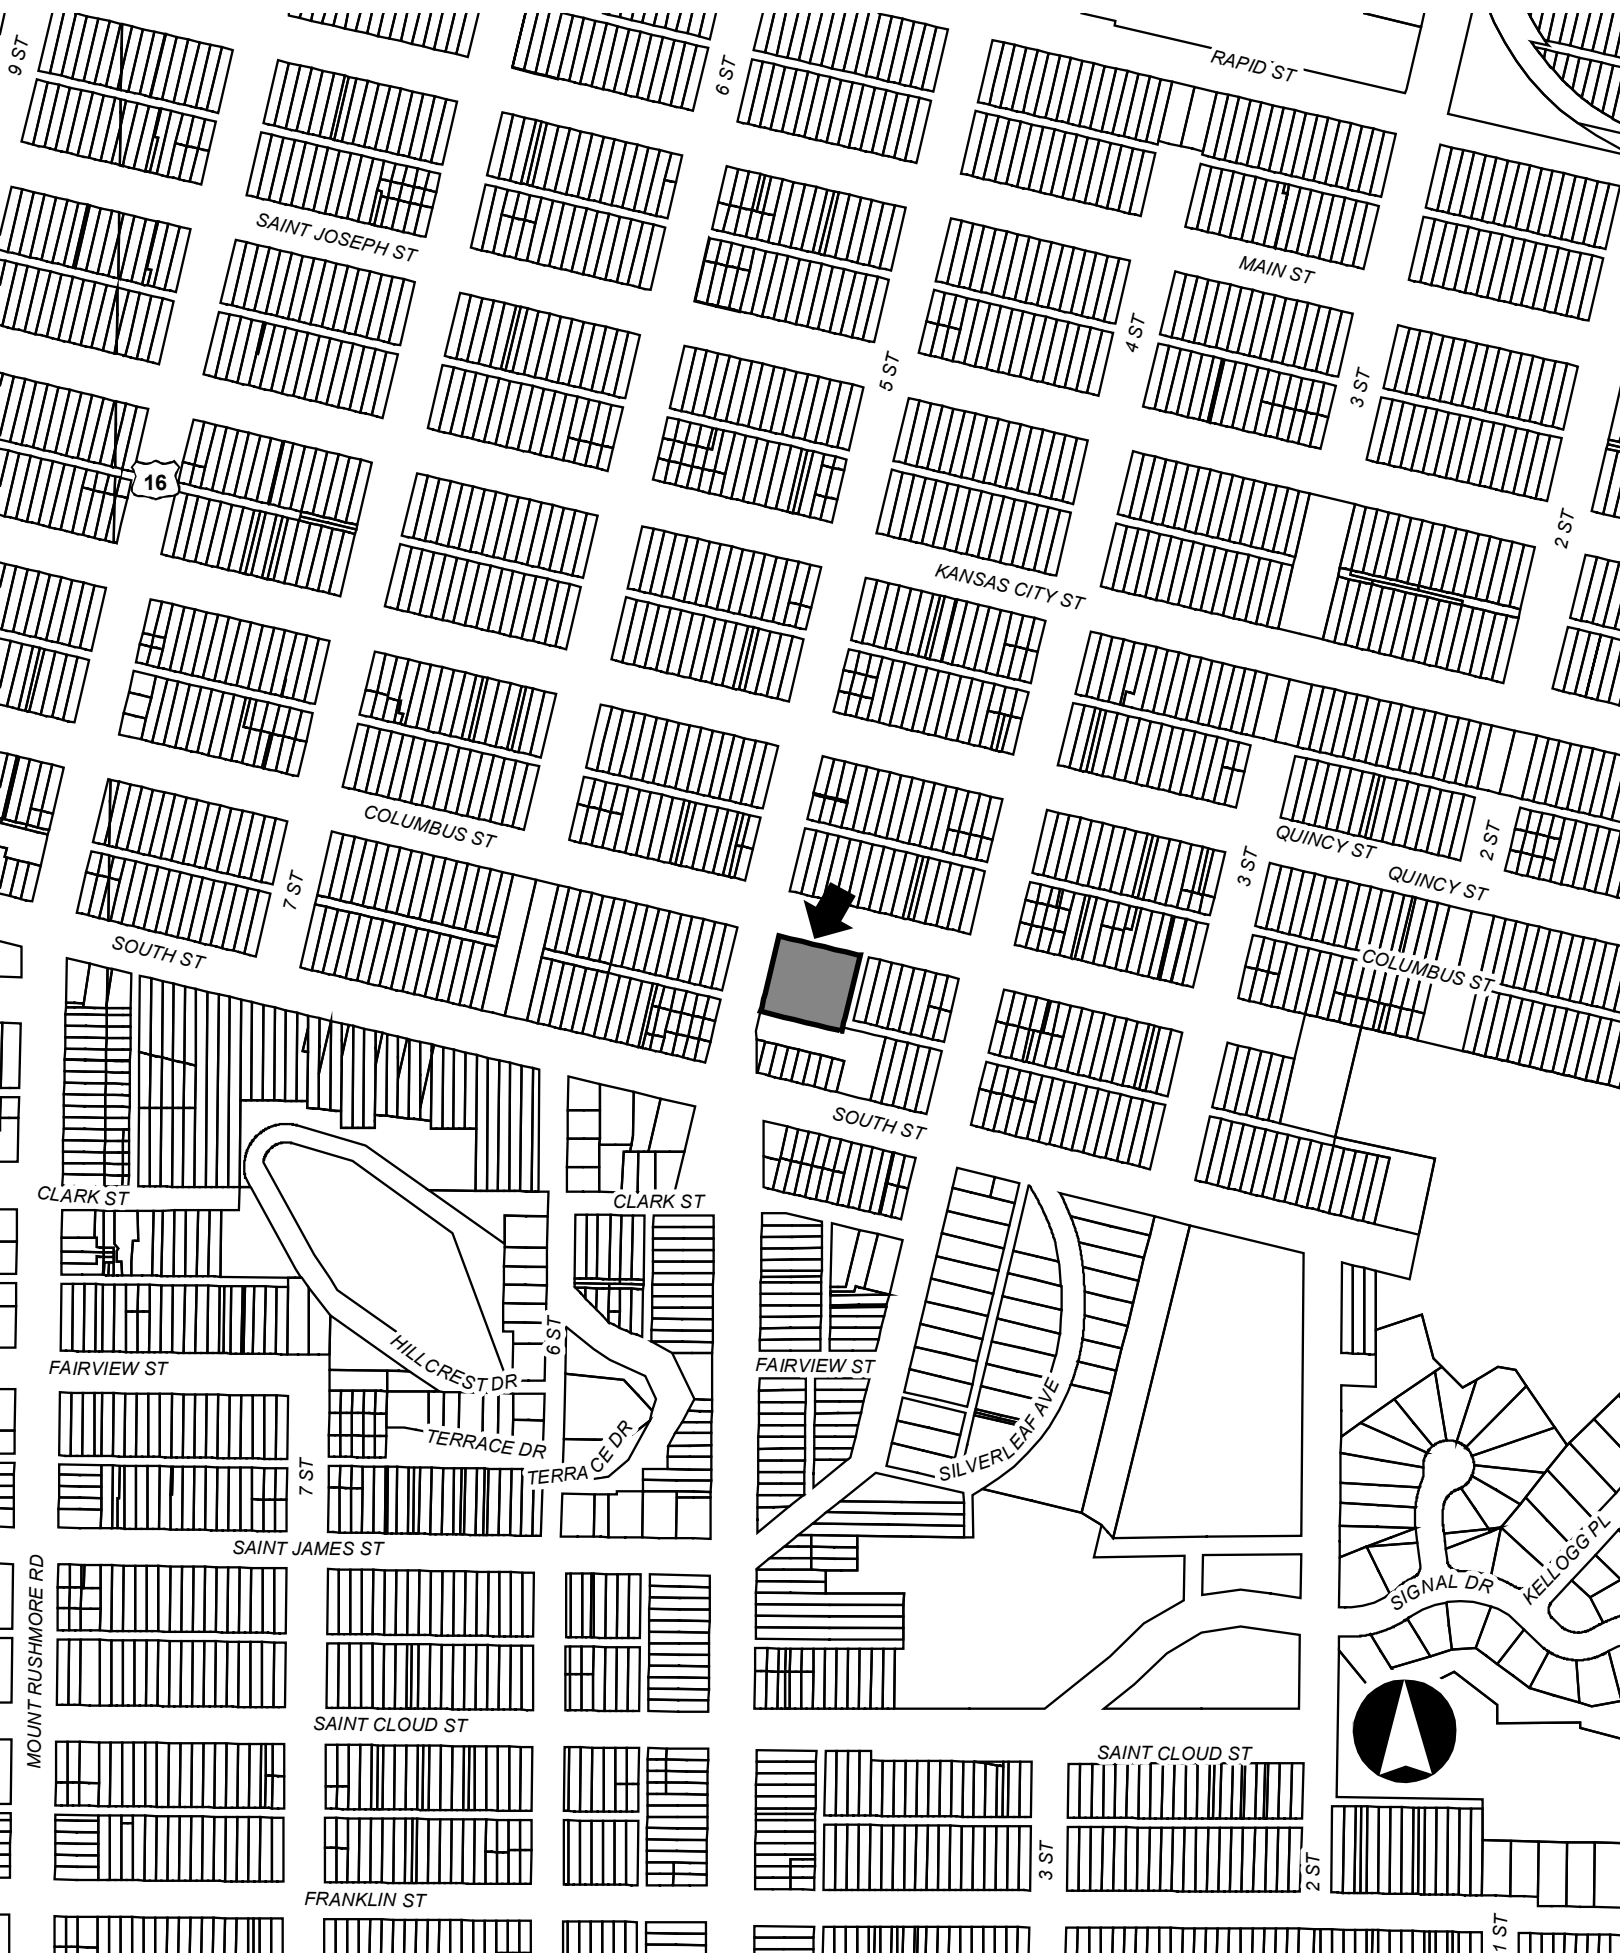 9 ST
6 ST
RAPID ST
SAINT JOSEPH ST
MAIN ST
4 ST
5 ST
3 ST
16
2 ST
KANSAS CITY ST
COLUMBUS ST
QUINCY ST
2 ST
3 ST
QUINCY ST
7 ST
SOUTH ST
COLUMBUS ST
SOUTH ST
CLARK ST
CLARK ST
6 ST
HILLCREST DR
FAIRVIEW ST
FAIRVIEW ST
TERRACE DR
TERRACE DR
SILVERLEAF AVE
7 ST
SAINT JAMES ST
MOUNT RUSHMORE RD
SIGNAL DR
KELLOGG PL
SAINT CLOUD ST
SAINT CLOUD ST
3 ST
2 ST
FRANKLIN ST
1 ST